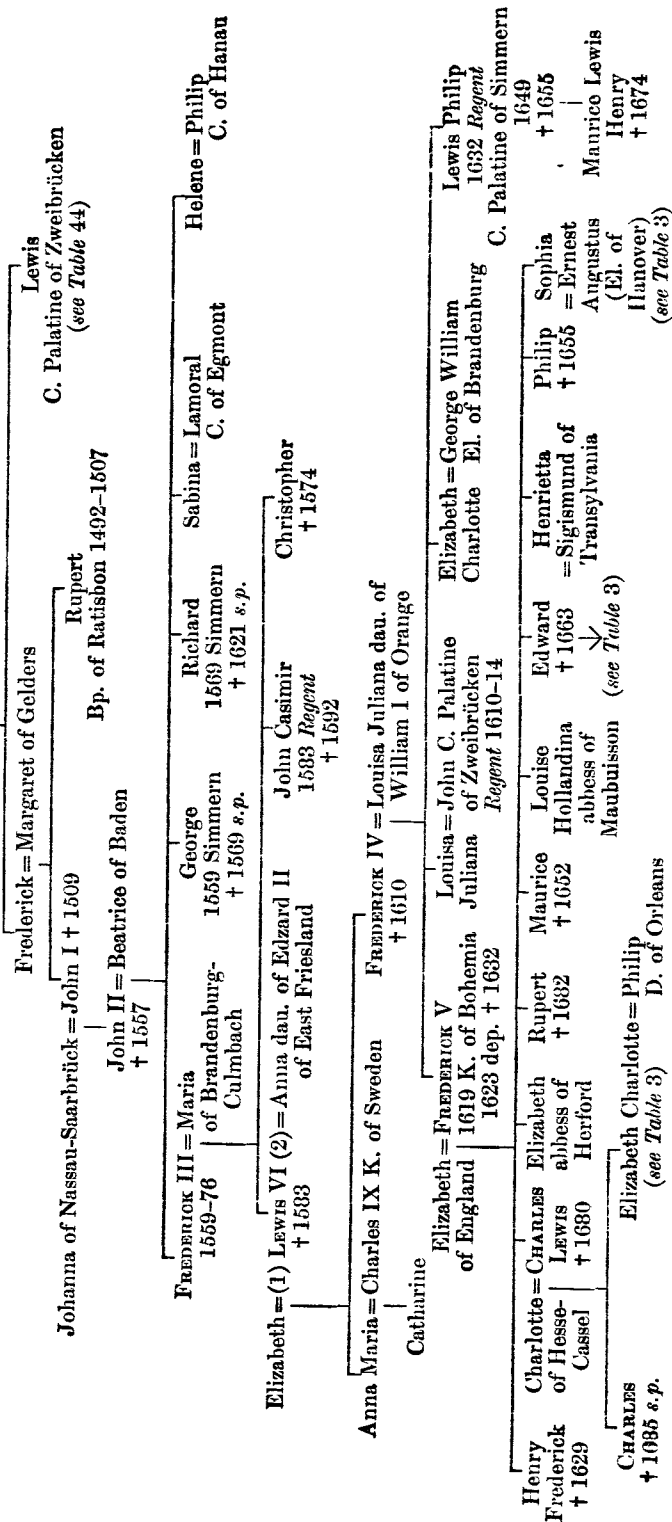 Frederick = Margaret of Gelders
Lewis
C. Palatine of Zweibrücken
(see Table 44)
Johanna of Nassau-Saarbrück = John I † 1509
Rupert
Bp. of Ratisbon 1492–1507
John II = Beatrice of Baden
† 1557
FREDERICK III = Maria
1559–76 of Brandenburg-
Culmbach
George
1559 Simmern
† 1569 s.p.
Richard
1569 Simmern
† 1621 s.p.
Sabina = Lamoral
C. of Egmont
Helene = Philip
C. of Hanau
Elizabeth = (1) LEWIS VI (2) = Anna dau. of Edzard II
† 1583 of East Friesland
John Casimir
1583 Regent
† 1592
Christopher
† 1574
Anna Maria = Charles IX K. of Sweden
FREDERICK IV = Louisa Juliana dau. of
† 1610 William I of Orange
Catharine
Elizabeth = FREDERICK V
of England 1619 K. of Bohemia
1623 dep. † 1632
Louisa = John C. Palatine
Juliana of Zweibrücken
Regent 1610–14
Elizabeth = George William
Charlotte El. of Brandenburg
Lewis Philip
1632 Regent
C. Palatine of Simmern
1649
† 1655
Maurice Lewis
Henry
† 1674
Henry
Frederick
† 1629
Charlotte = CHARLES
of Hesse- LEWIS
Cassel † 1680
Elizabeth
abbess of
Herford
Rupert
† 1682
Maurice
† 1652
Louise
Hollandina
abbess of
Maubuisson
Edward
† 1663
(see Table 3)
Henrietta
= Sigismund of
Transylvania
Philip
† 1655
Sophia
= Ernest
Augustus
(El. of
Hanover)
(see Table 3)
CHARLES
† 1685 s.p.
Elizabeth Charlotte = Philip
(see Table 3) D. of Orleans